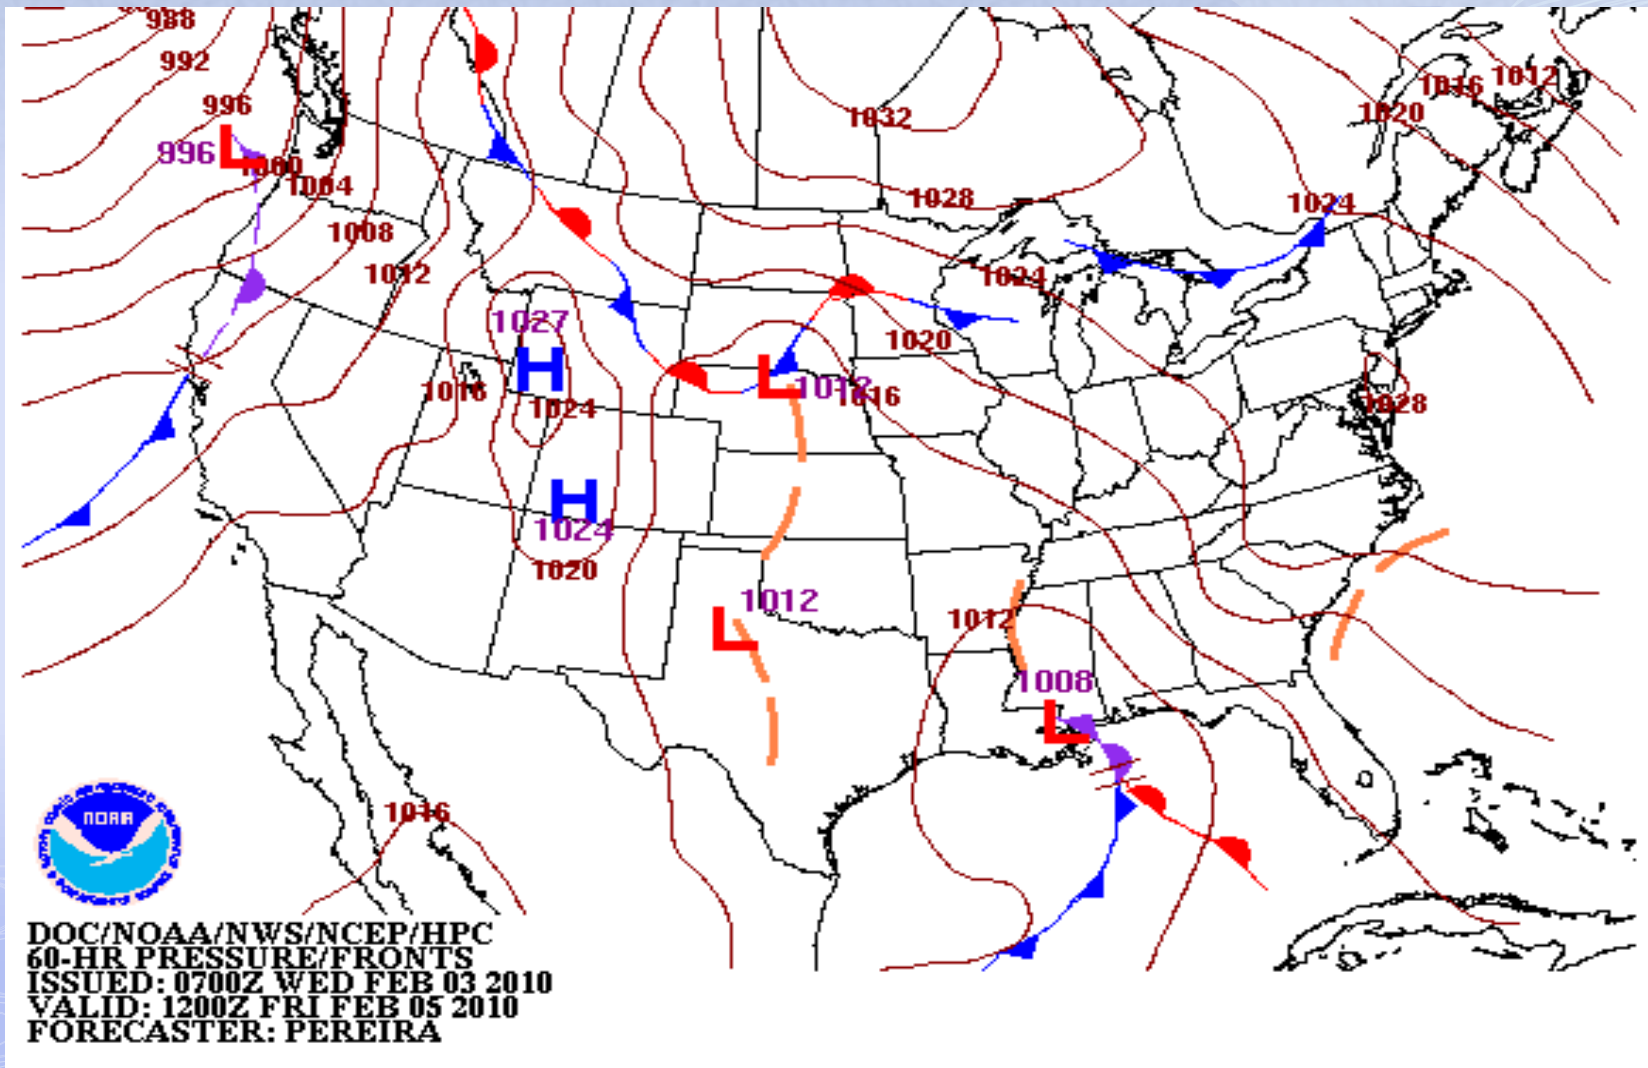 988
992
996
996
L
1000
1004
1008
1012
1016
1027
H
1024
H
1024
1020
1032
1028
1024
1020
1016
L
1012
1024
1020
1016
1012
1028
1012
L
1012
1008
L
1016
NOAA
DOC/NOAA/NWS/NCEP/HPC
60-HR PRESSURE/FRONTS
ISSUED: 0700Z WED FEB 03 2010
VALID: 1200Z FRI FEB 05 2010
FORECASTER: PEREIRA